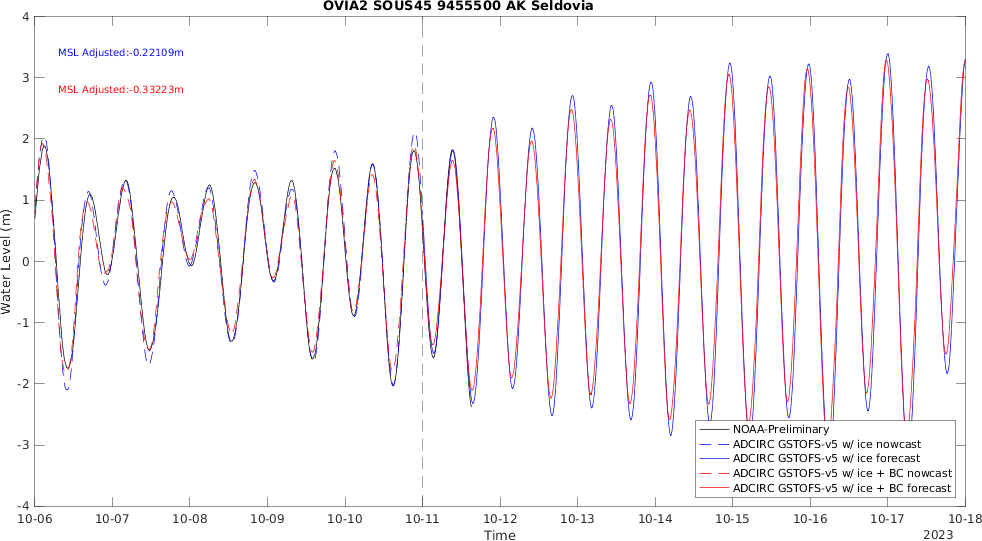 OVIA2 SOUS45 9455500 AK Seldovia
4
3
2
1
0
-1
-2
-3
-4
Water Level (m)
MSL Adjusted:-0.22109m
MSL Adjusted:-0.33223m
NOAA-Preliminary
ADCIRC GSTOFS-v5 w/ ice nowcast
ADCIRC GSTOFS-v5 w/ ice forecast
ADCIRC GSTOFS-v5 w/ ice + BC nowcast
ADCIRC GSTOFS-v5 w/ ice + BC forecast
10-06 10-07 10-08 10-09 10-10 10-11 10-12 10-13 10-14 10-15 10-16 10-17 10-18
Time
2023